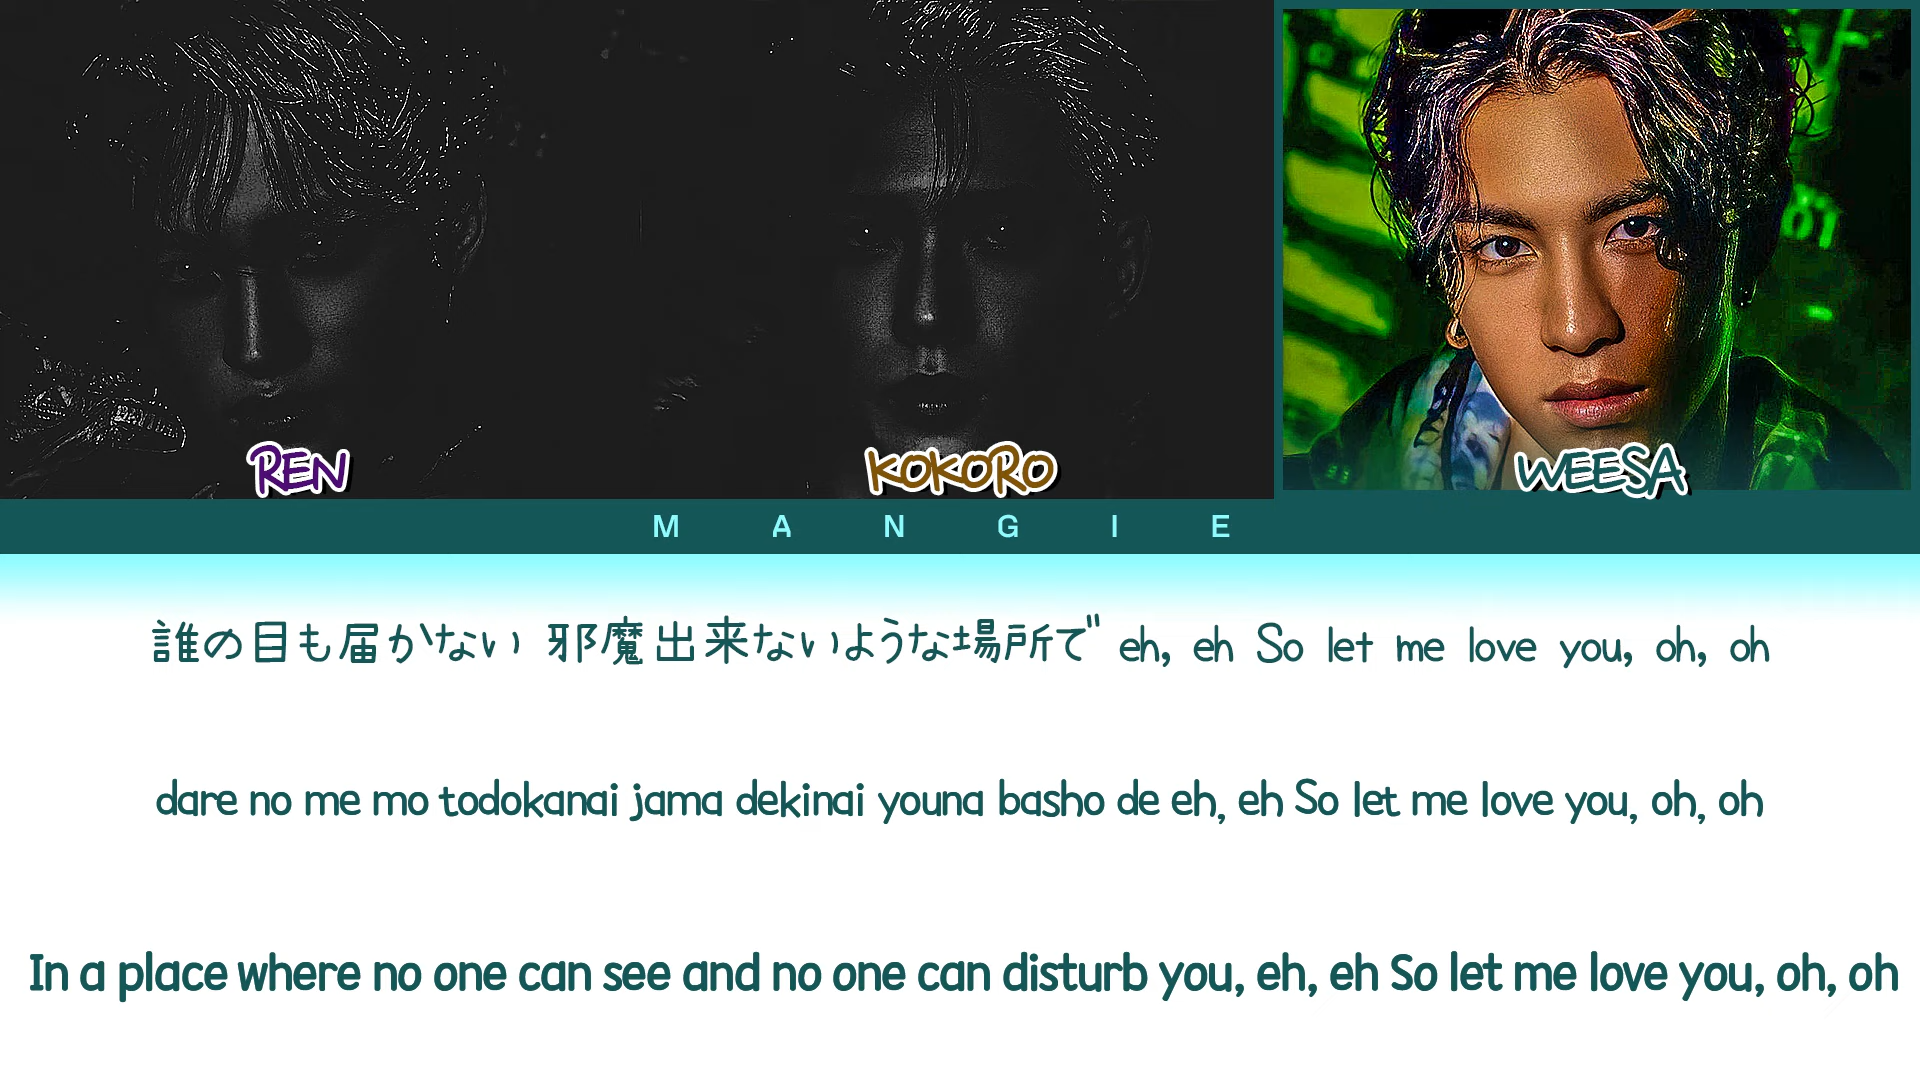 REN
KOKORO
WEESA
MANGIE
誰の目も届かない 邪魔出来ないような場所で eh, eh So let me love you, oh, oh
dare no me mo todokanai jama dekinai youna basho de eh, eh So let me love you, oh, oh
In a place where no one can see and no one can disturb you, eh, eh So let me love you, oh, oh